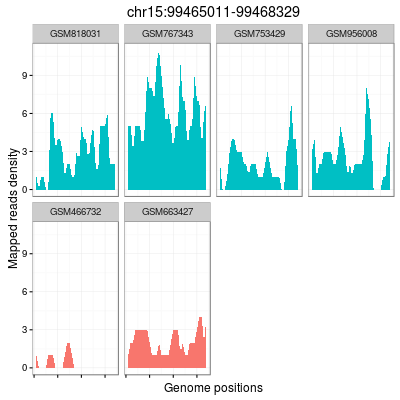 chr15:99465011-99468329
GSM818031 GSM767343 GSM753429 GSM956008
9
6
3
0
GSM466732 GSM663427
9
6
3
0
Mapped reads density
Genome positions